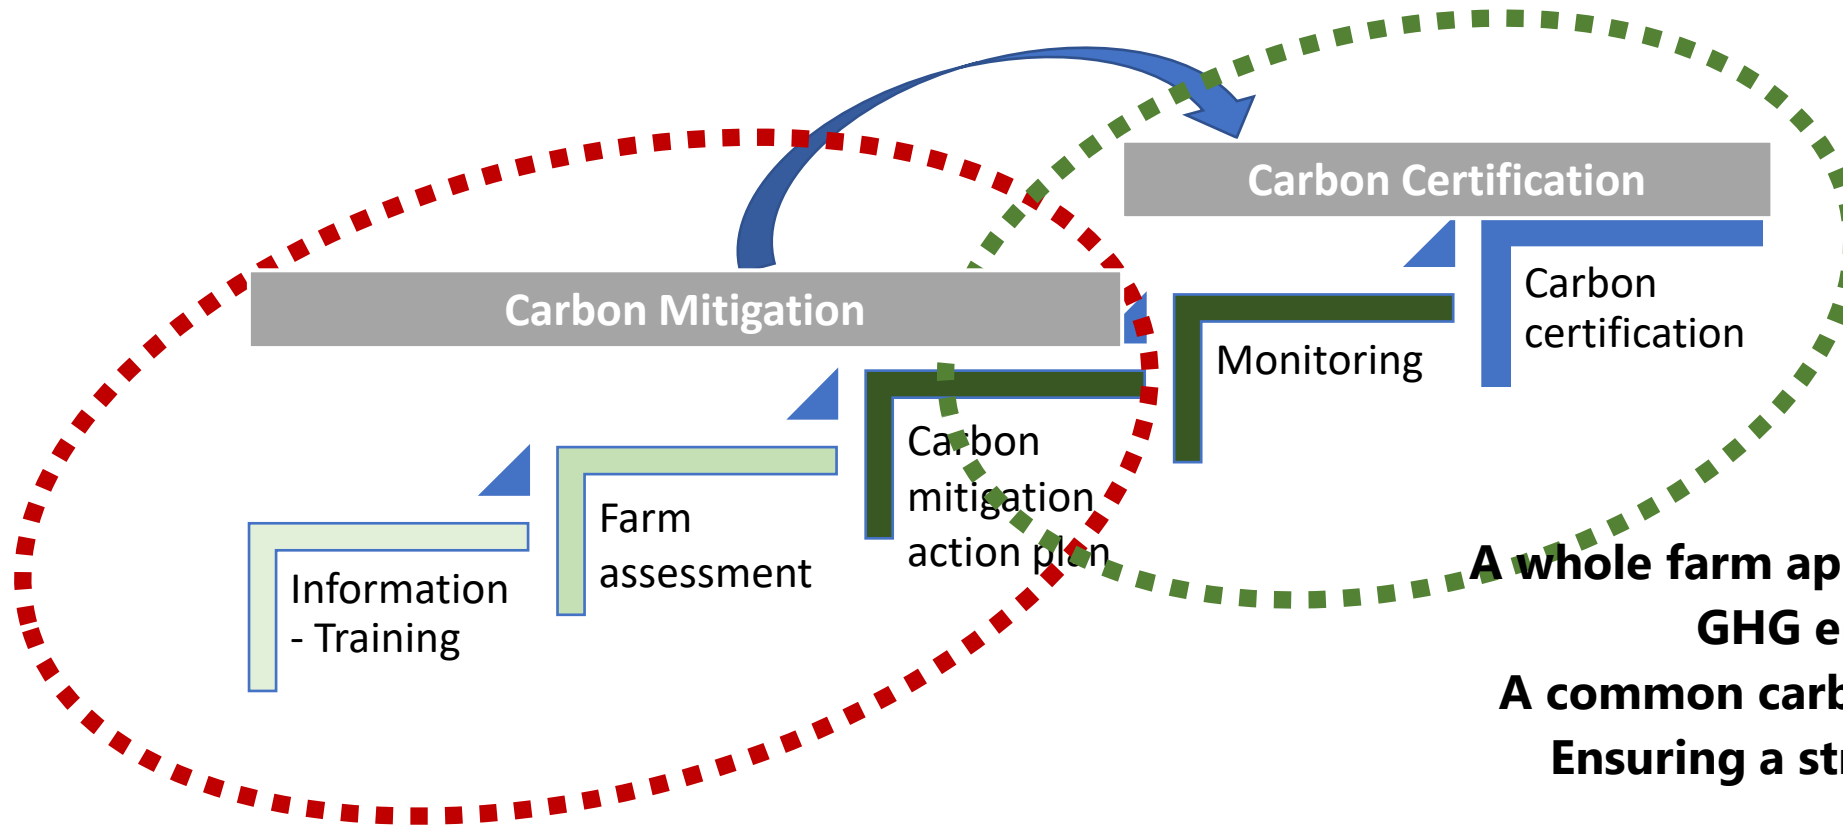 Carbon Certification
Carbon Mitigation
Carbon
certification
Monitoring
Carbon
mitigation
action plan
Farm
assessment
Information
- Training
A whole farm ap
GHG e
A common carb
Ensuring a str